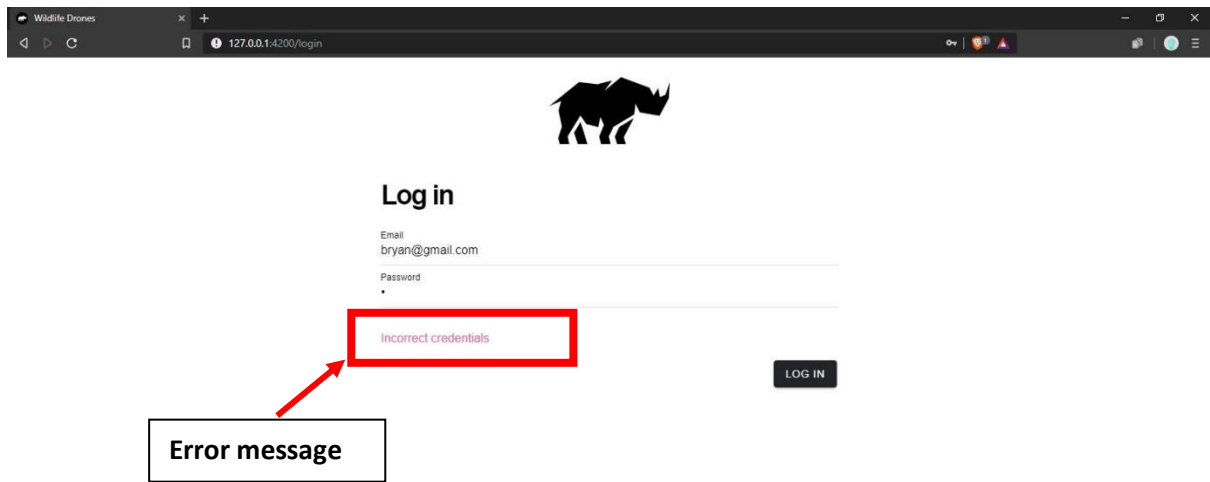 Wildlife Drones
127.0.0.1:4200/login
Log in
Email
bryan@gmail.com
Password
Incorrect credentials
LOG IN
Error message